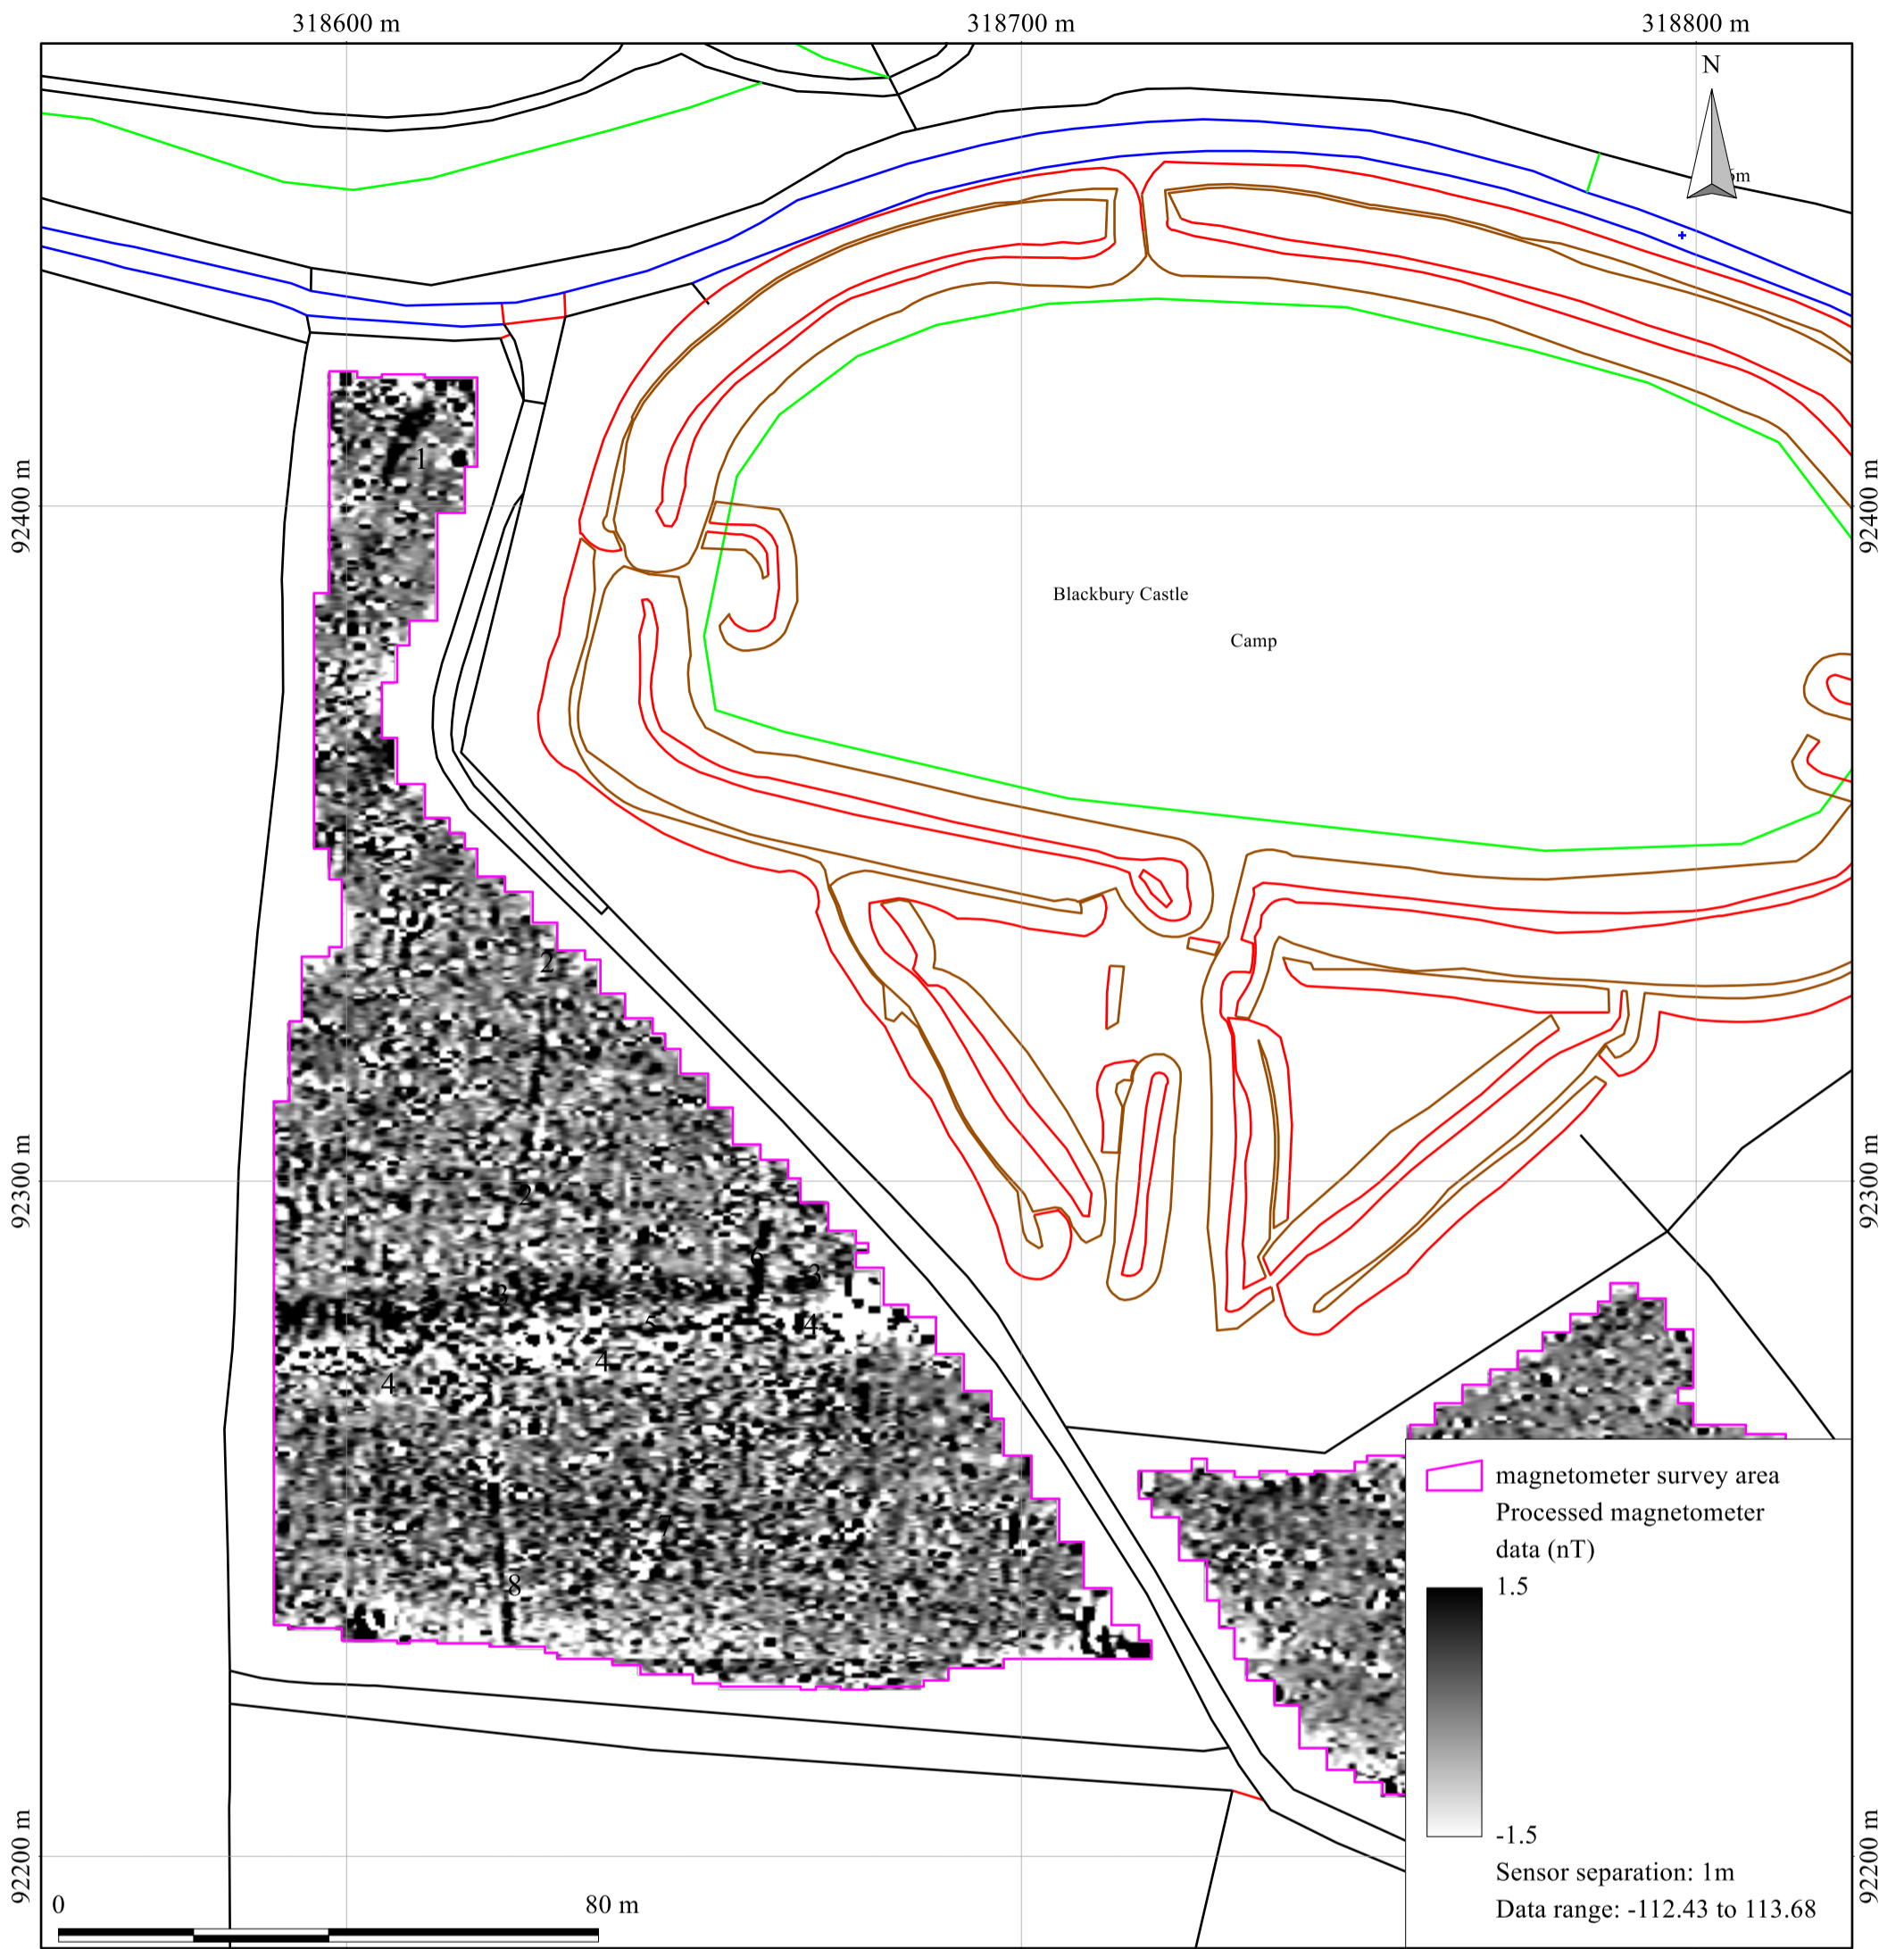 318600 m
318700 m
318800 m
N
1
92400 m
92400 m
Blackbury Castle
Camp
2
92300 m
2
92300 m
6
3
3
5
4
4
4
magnetometer survey area
Processed magnetometer
data (nT)
7
1.5
8
-1.5
92200 m
92200 m
Sensor separation: 1m
0
80 m
Data range: -112.43 to 113.68